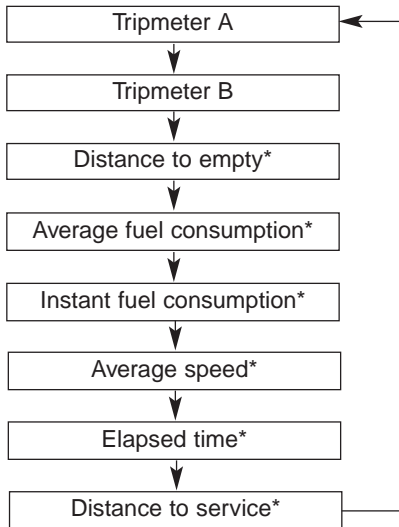 Tripmeter A
Tripmeter B
Distance to empty*
Average fuel consumption*
Instant fuel consumption*
Average speed*
Elapsed time*
Distance to service*